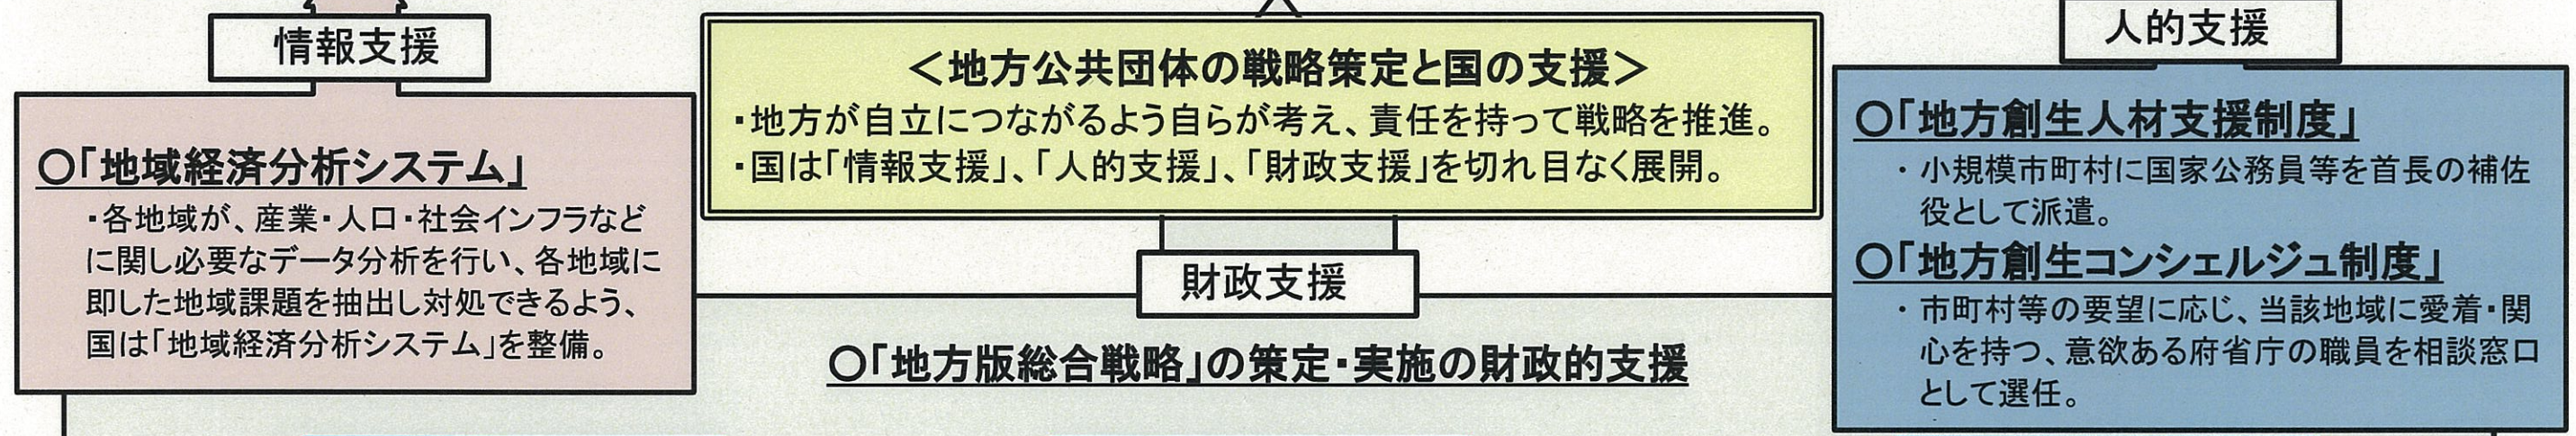 情報支援
○「地域経済分析システム」
・各地域が、産業・人口・社会インフラなど
に関し必要なデータ分析を行い、各地域に
即した地域課題を抽出し対処できるよう、
国は「地域経済分析システム」を整備。
＜地方公共団体の戦略策定と国の支援＞
・地方が自立につながるよう自らが考え、責任を持って戦略を推進。
・国は「情報支援」、「人的支援」、「財政支援」を切れ目なく展開。
財政支援
○「地方版総合戦略」の策定・実施の財政的支援
人的支援
○「地方創生人材支援制度」
・小規模市町村に国家公務員等を首長の補佐
役として派遣。
○「地方創生コンシェルジュ制度」
・市町村等の要望に応じ、当該地域に愛着・関
心を持つ、意欲ある府省庁の職員を相談窓口
として選任。